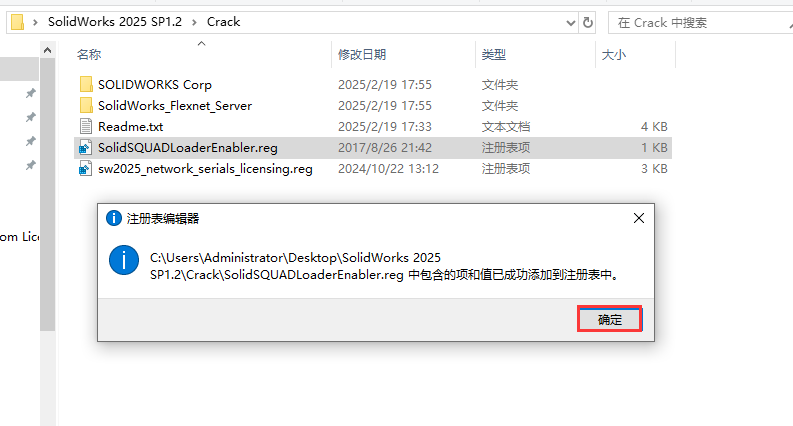 SolidWorks 2025 SP1.2 > Crack
在 Crack 中搜索
名称 修改日期 类型 大小
SOLIDWORKS Corp 2025/2/19 17:55 文件夹
SolidWorks_Flexnet_Server 2025/2/19 17:55 文件夹
Readme.txt 2025/2/19 17:33 文本文档 4 KB
SolidSQUADLoaderEnabler.reg 2017/8/26 21:42 注册表项 1 KB
sw2025_network_serials_licensing.reg 2024/10/22 13:12 注册表项 3 KB
om Lic
注册表编辑器
C:\Users\Administrator\Desktop\SolidWorks 2025
SP1.2\Crack\SolidSQUADLoaderEnabler.reg 中包含的项和值已成功添加到注册表中。
确定